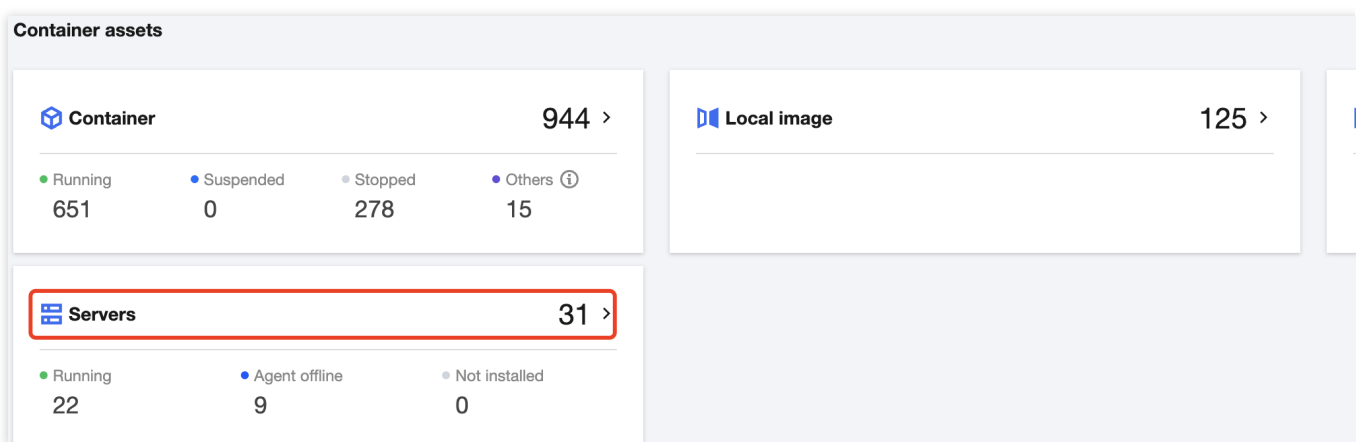 Container assets
Container 944
Running Suspended Stopped Others
651 0 278 15
Local image 125
Servers 31
Running Agent offline Not installed
22 9 0